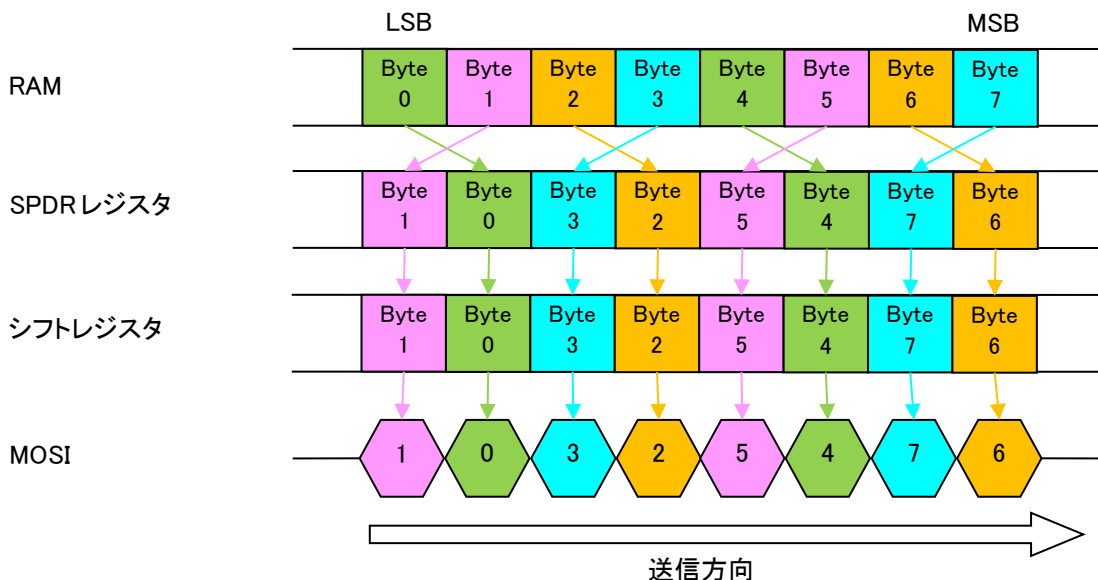 LSB MSB
RAM
Byte 0 Byte 1 Byte 2 Byte 3 Byte 4 Byte 5 Byte 6 Byte 7
SPDRレジスタ
Byte 1 Byte 0 Byte 3 Byte 2 Byte 5 Byte 4 Byte 7 Byte 6
シフトレジスタ
Byte 1 Byte 0 Byte 3 Byte 2 Byte 5 Byte 4 Byte 7 Byte 6
MOSI
1 0 3 2 5 4 7 6
送信方向